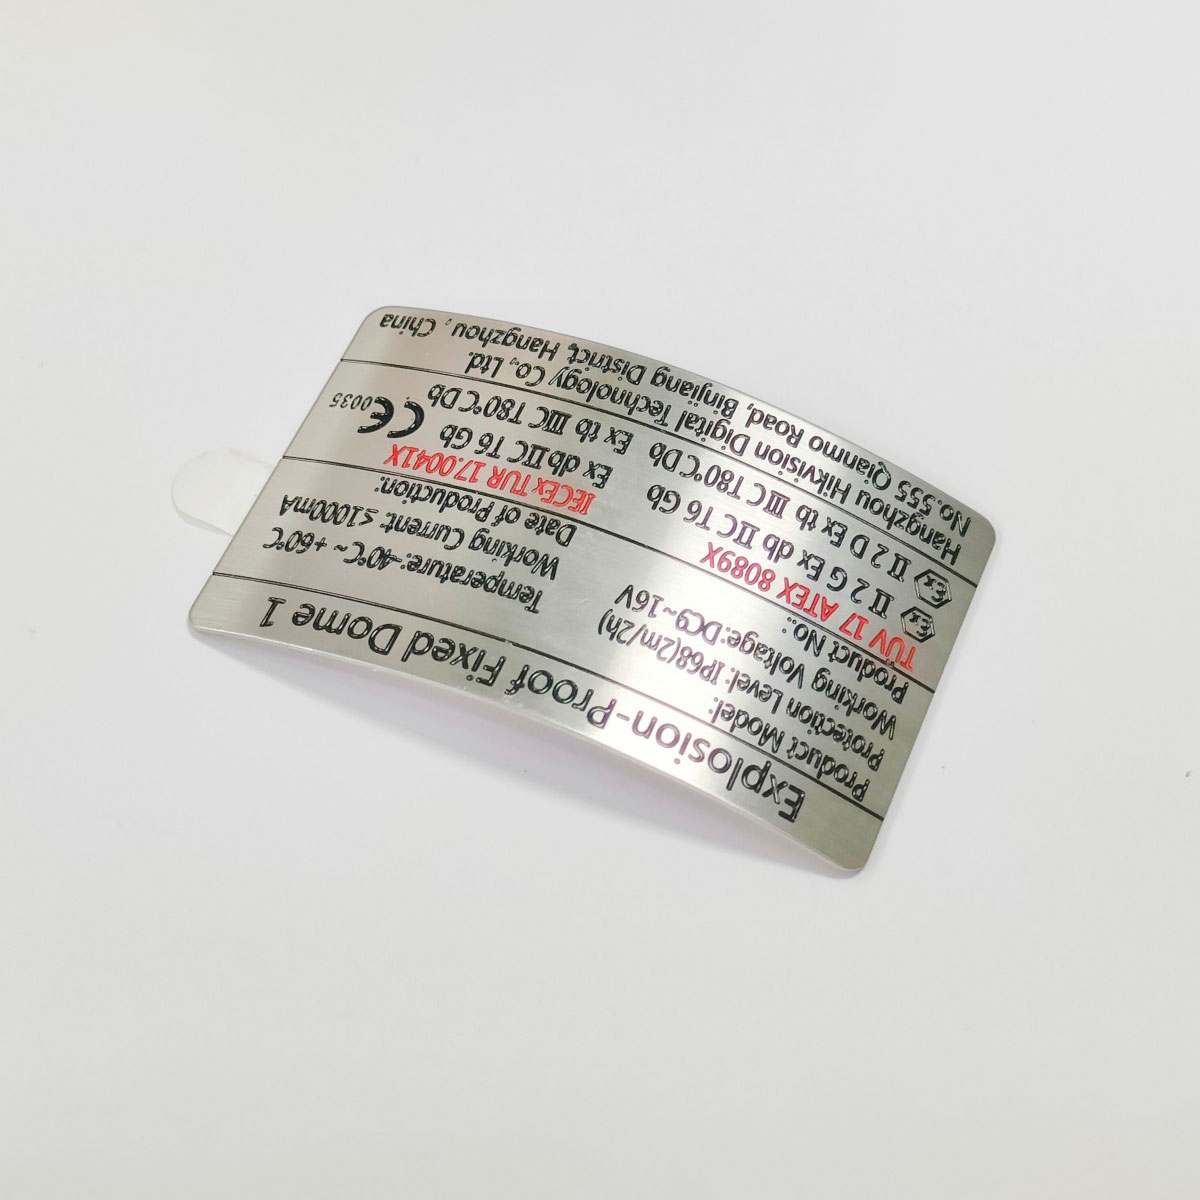 Explosion-Proof Fixed Dome 1
Product Model:
Protection Level: IP68(2m/2h)
Temperature:-40℃~ +60℃
Working Voltage:DC9~16V
Working Current: ≤1000mA
Product No.:
Date of Production:
TÜV 17 ATEX 8089X
IECEx TUR 17.0041X
Ex II 2 G Ex db IIC T6 Gb
Ex db IIC T6 Gb
CE 0035
Ex II 2 D Ex tb IIIC T80℃ Db
Ex tb IIIC T80℃ Db
Hangzhou Hikvision Digital Technology Co., Ltd.
No.555 Qianmo Road, Binjiang District, Hangzhou , China